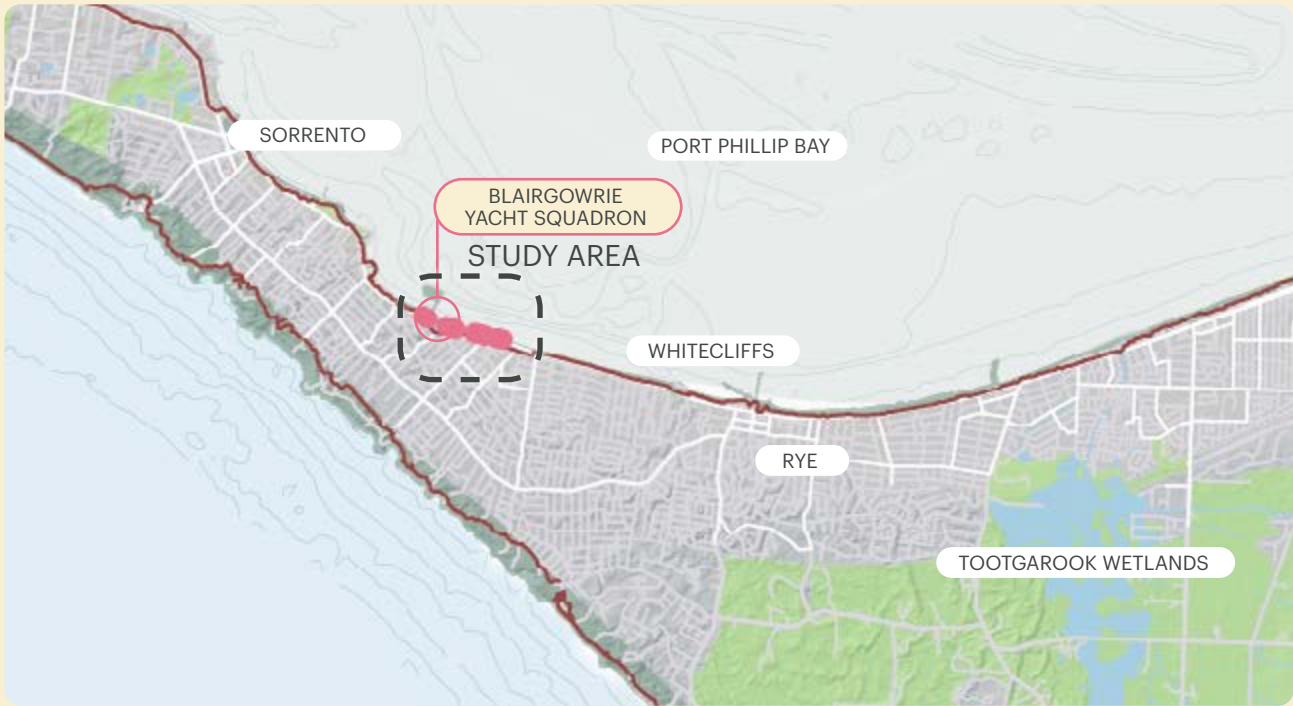 SORRENTO
PORT PHILLIP BAY
BLAIRGOWRIE
YACHT SQUADRON
STUDY AREA
WHITECLIFFS
RYE
TOOTGAROOK WETLANDS